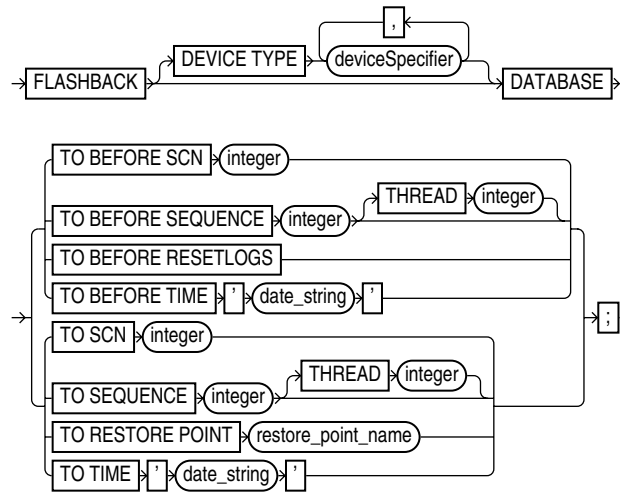 ,
DEVICE TYPE deviceSpecifier
FLASHBACK DATABASE
TO BEFORE SCN integer
THREAD integer
TO BEFORE SEQUENCE integer
TO BEFORE RESETLOGS
TO BEFORE TIME ’ date_string ’
;
TO SCN integer
THREAD integer
TO SEQUENCE integer
TO RESTORE POINT restore_point_name
TO TIME ’ date_string ’